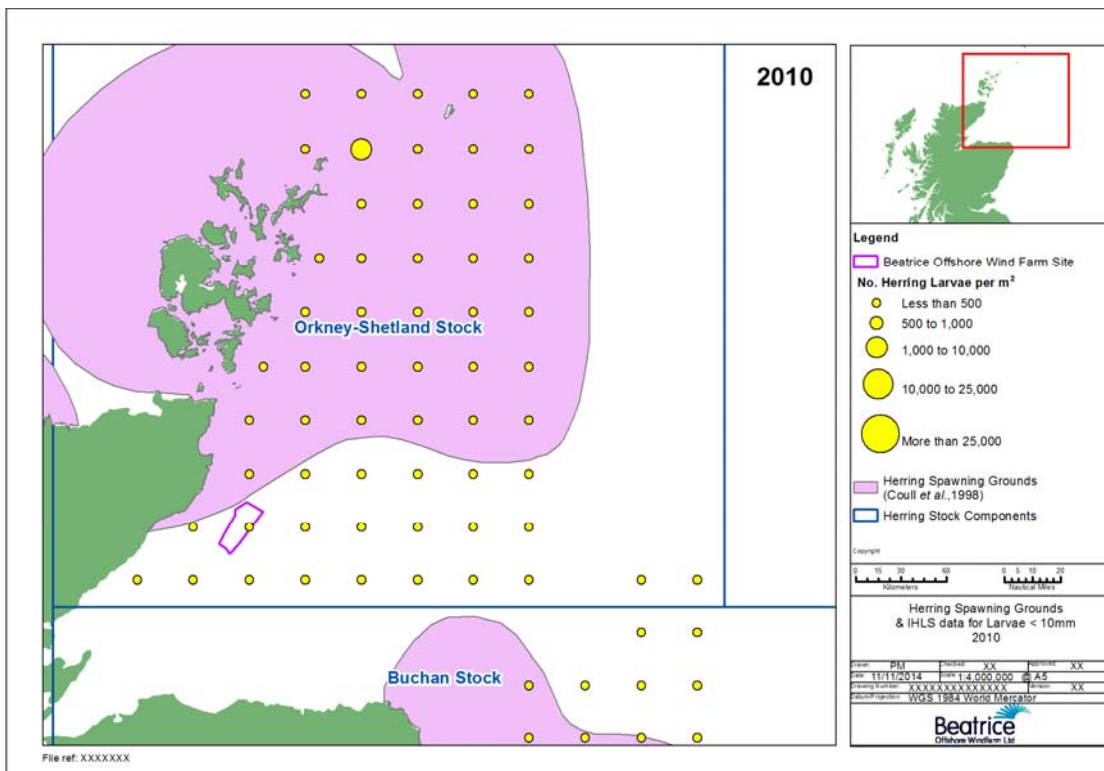 2010
Orkney-Shetland Stock
Buchan Stock
File ref: XXXXXXX
Legend
Beatrice Offshore Wind Farm Site
No. Herring Larvae per m²
Less than 500
500 to 1,000
1,000 to 10,000
10,000 to 25,000
More than 25,000
Herring Spawning Grounds
(Coull et al.,1998)
Herring Stock Components
Copyright
0 15 30 60
Kilometers
0 5 10 20
Nautical Miles
Herring Spawning Grounds
& IHLS data for Larvae < 10mm
2010
Drawn: PM Checked: XX Approved: XX
Date: 11/11/2014 Scale: 1:4,000,000 @ A5
Drawing Number: XXXXXXXXXXXXXX Version: XX
Datum/Projection: WGS 1984 World Mercator
Beatrice
Offshore Windfarm Ltd